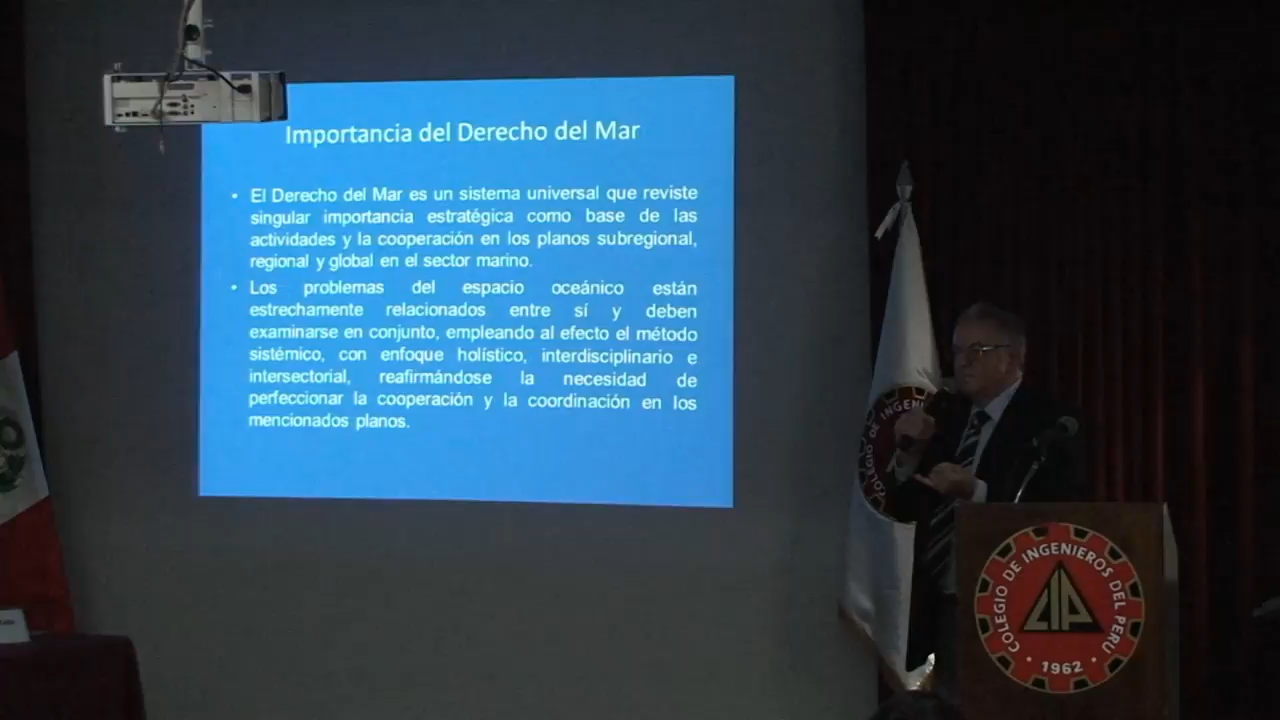 Importancia del Derecho del Mar
• El Derecho del Mar es un sistema universal que reviste
singular importancia estratégica como base de las
actividades y la cooperación en los planos subregional,
regional y global en el sector marino.
• Los problemas del espacio oceánico están
estrechamente relacionados entre sí y deben
examinarse en conjunto, empleando al efecto el método
sistémico, con enfoque holístico, interdisciplinario e
intersectorial, reafirmándose la necesidad de
perfeccionar la cooperación y la coordinación en los
mencionados planos.
COLEGIO DE INGENI
COLEGIO DE INGENIEROS DEL PERU
CIP
• 1962 •